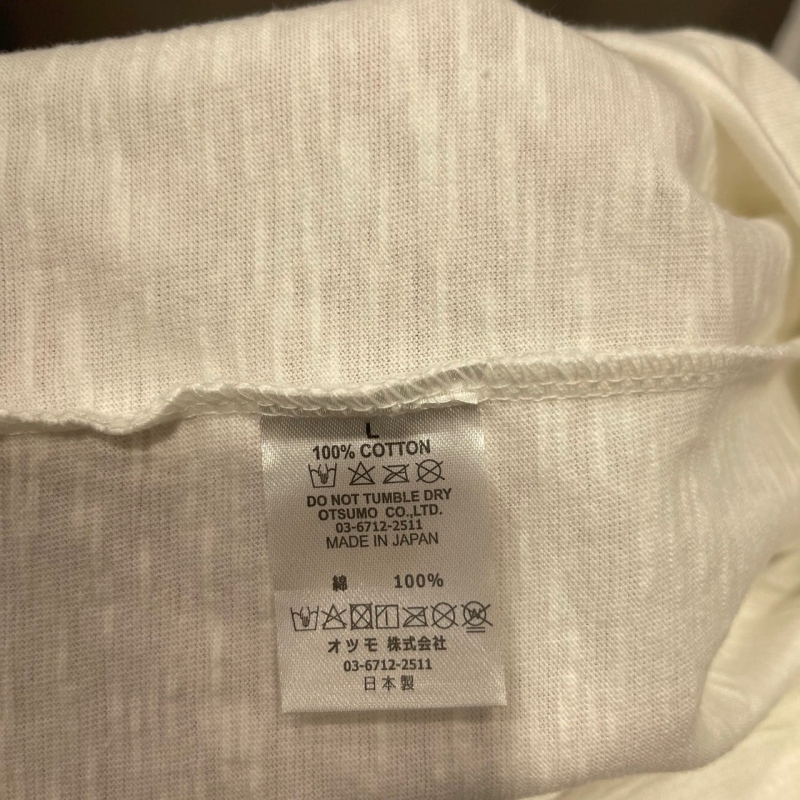 L
100% COTTON
DO NOT TUMBLE DRY
OTSUMO CO.,LTD.
03-6712-2511
MADE IN JAPAN
綿 100%
W
オツモ 株式会社
03-6712-2511
日本製